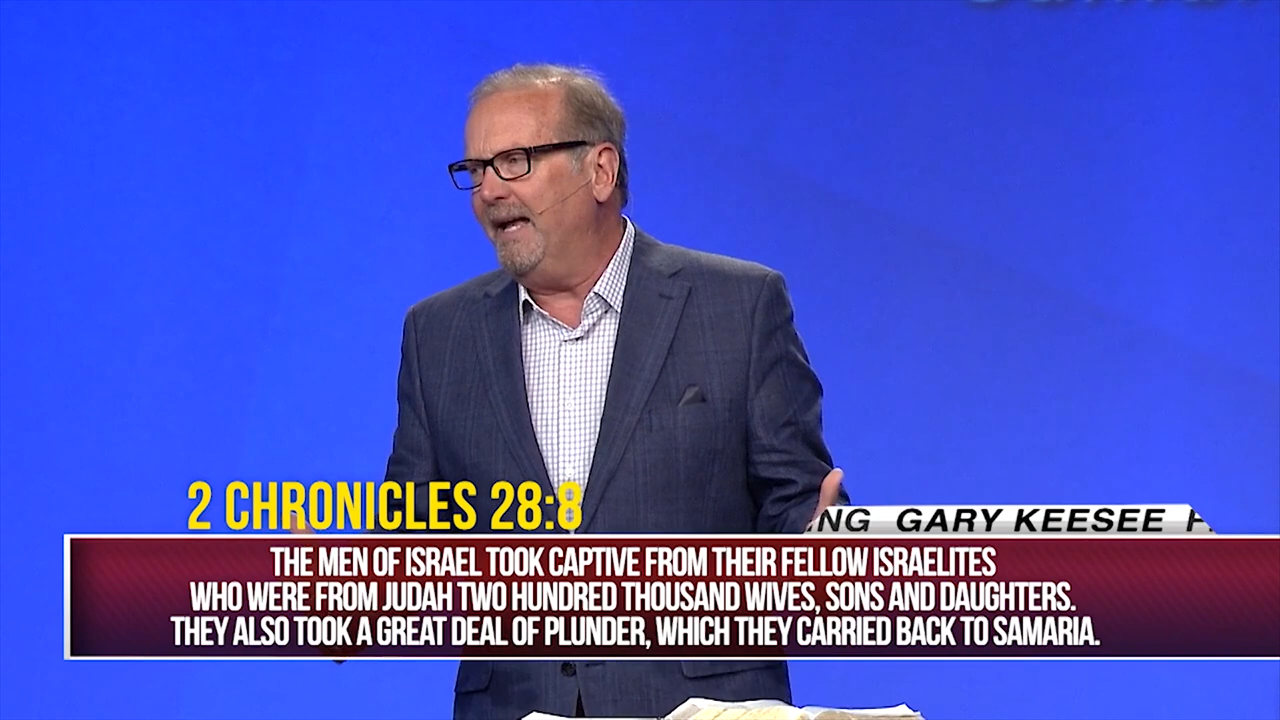 2 CHRONICLES 28:8
NG GARY KEESEE
THE MEN OF ISRAEL TOOK CAPTIVE FROM THEIR FELLOW ISRAELITES
WHO WERE FROM JUDAH TWO HUNDRED THOUSAND WIVES, SONS AND DAUGHTERS.
THEY ALSO TOOK A GREAT DEAL OF PLUNDER, WHICH THEY CARRIED BACK TO SAMARIA.